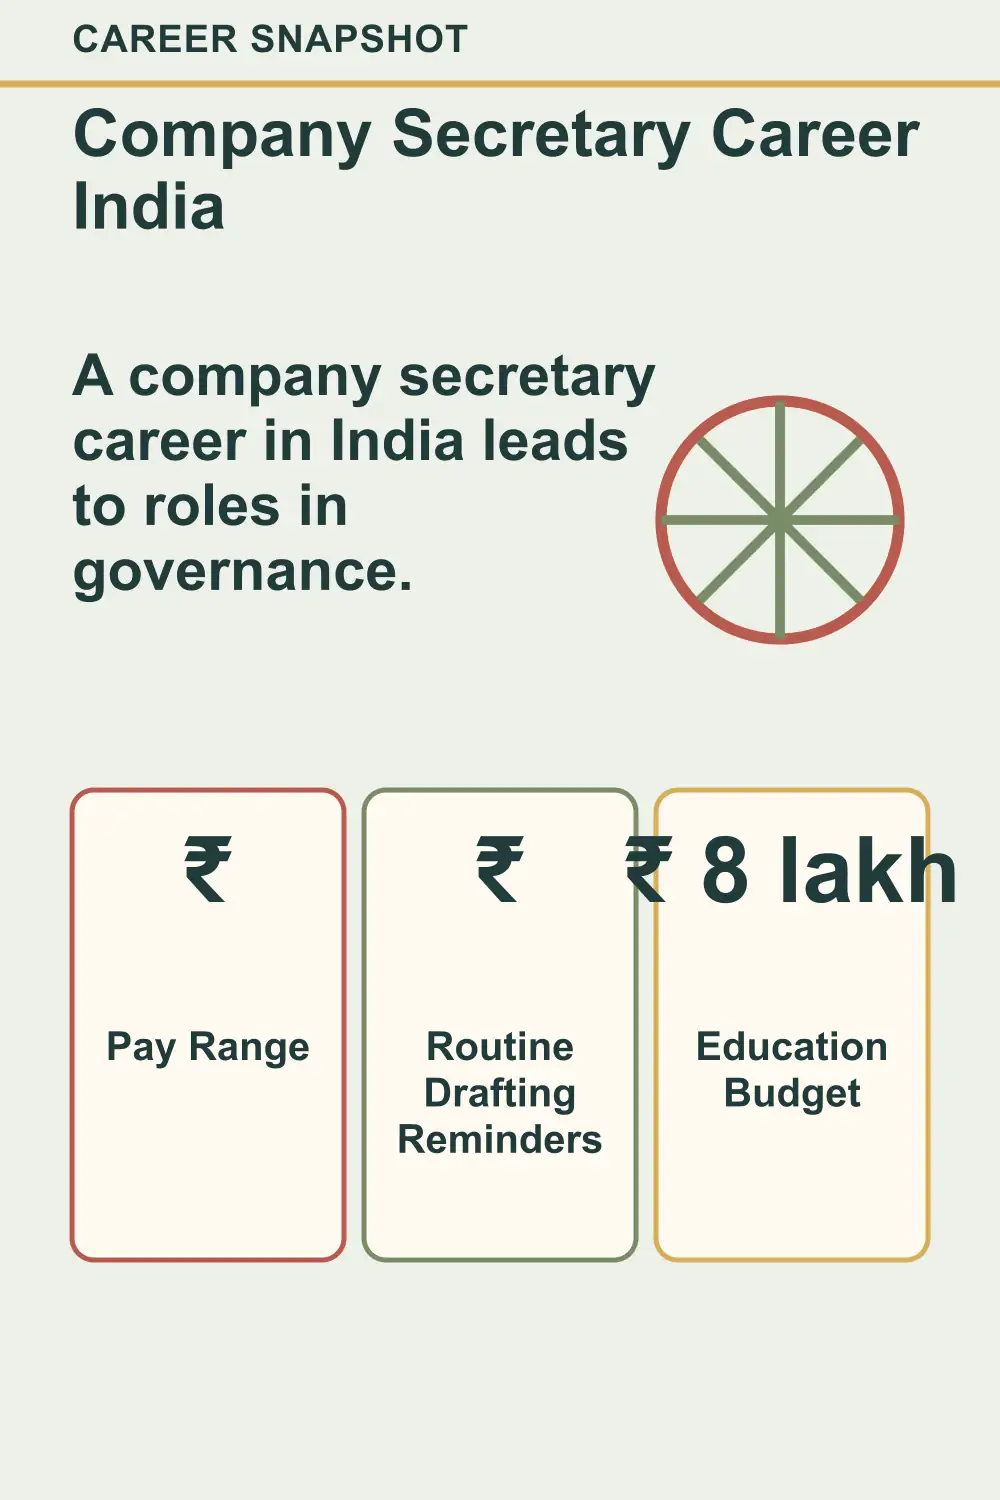 CAREER SNAPSHOT
Company Secretary Career
India
A company secretary
career in India leads
to roles in
governance.
₹
Pay Range
₹
Routine
Drafting
Reminders
₹ 8 lakh
Education
Budget